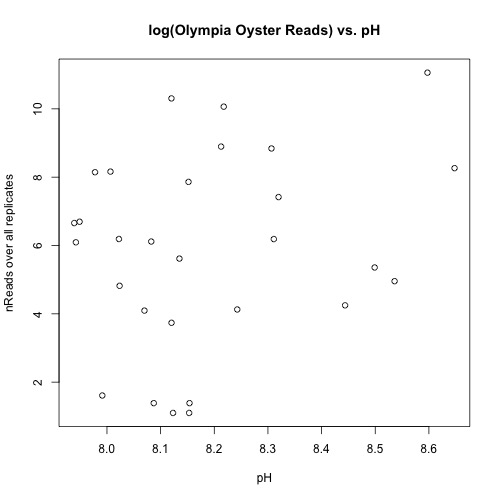 log(Olympia Oyster Reads) vs. pH
nReads over all replicates
10
8
6
4
2
8.0 8.1 8.2 8.3 8.4 8.5 8.6
pH